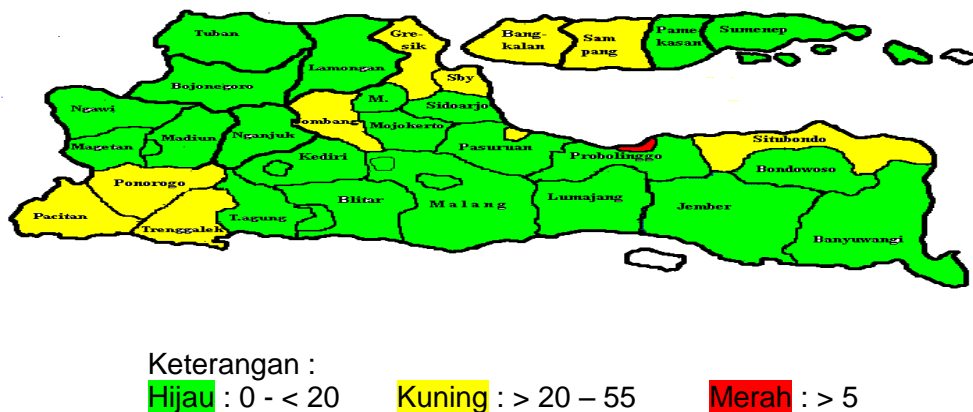 Tuban
Gre-
sik
Bang-
kalan
Sam
pang
Pame
kasan
Sumenep
Lamongan
Sby
Bojonegoro
M.
Sidoarjo
Ngawi
ombang
Mojokerto
Madiun
Nganjuk
Magetan
Kediri
Pasuruan
Probolinggo
Situbondo
Bondowoso
Ponorogo
Pacitan
Trenggalek
T.agung
Blitar
Malang
Lumajang
Jember
Banyuwangi
Keterangan :
Hijau : 0 - < 20 Kuning : > 20 – 55 Merah : > 5